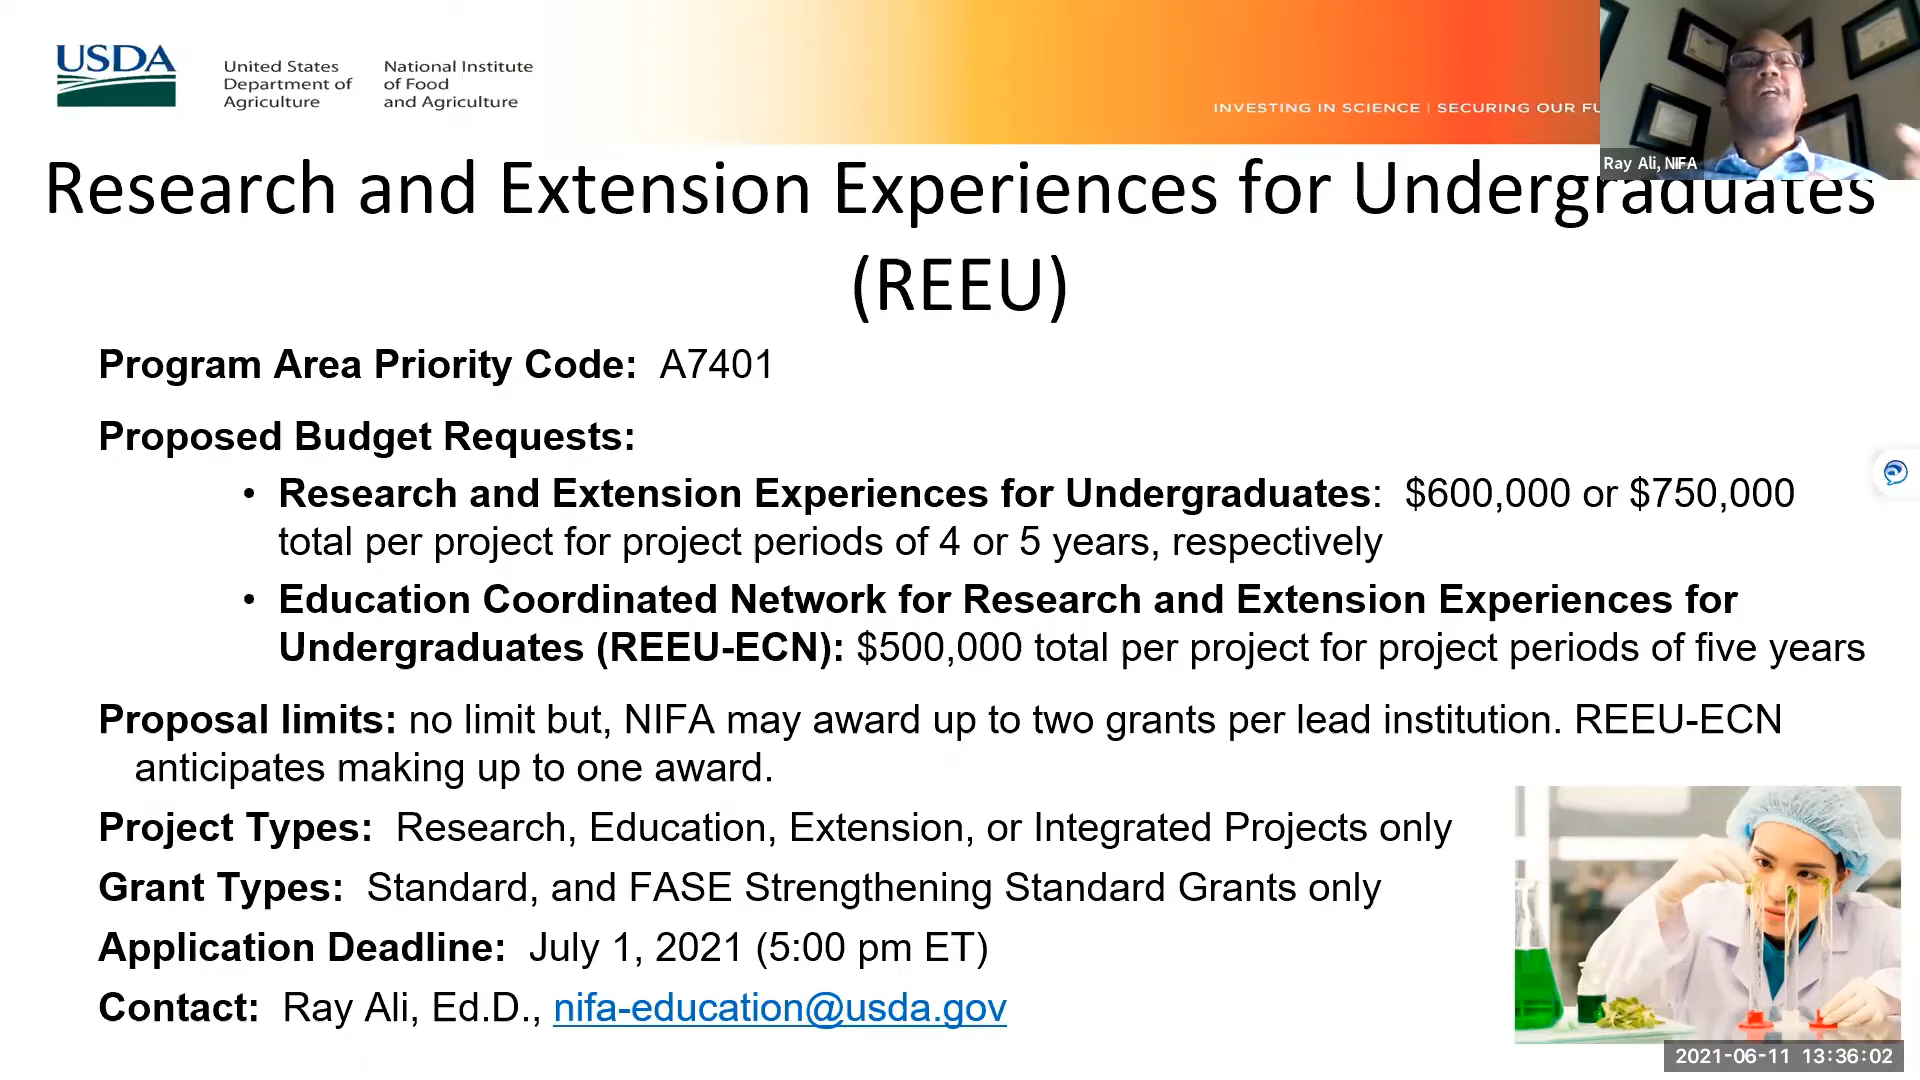 USDA
United States
Department of
Agriculture
National Institute
of Food
and Agriculture
INVESTING IN SCIENCE | SECURING OUR
Ray Ali, NIFA
Research and Extension Experiences for Undergraduates
(REEU)
Program Area Priority Code: A7401
Proposed Budget Requests:
• Research and Extension Experiences for Undergraduates: $600,000 or $750,000
total per project for project periods of 4 or 5 years, respectively
• Education Coordinated Network for Research and Extension Experiences for
Undergraduates (REEU-ECN): $500,000 total per project for project periods of five years
Proposal limits: no limit but, NIFA may award up to two grants per lead institution. REEU-ECN
anticipates making up to one award.
Project Types: Research, Education, Extension, or Integrated Projects only
Grant Types: Standard, and FASE Strengthening Standard Grants only
Application Deadline: July 1, 2021 (5:00 pm ET)
Contact: Ray Ali, Ed.D., nifa-education@usda.gov
2021-06-11 13:36:02